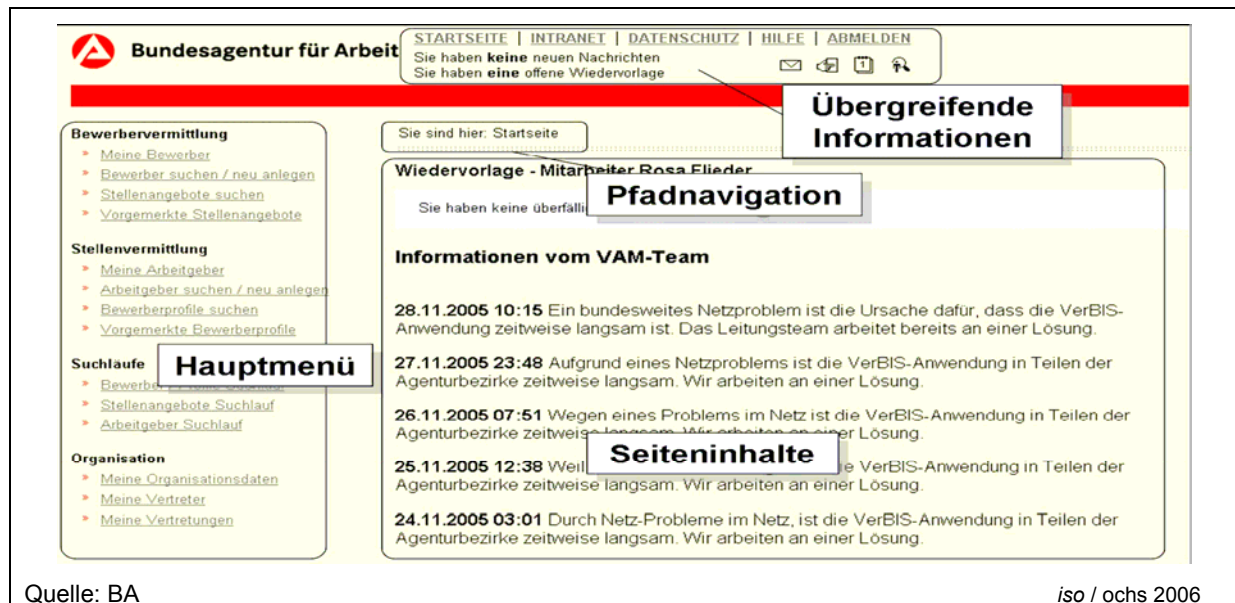 Bundesagentur für Arbeit
STARTSEITE | INTRANET | DATENSCHUTZ | HILFE | ABMELDEN
Sie haben keine neuen Nachrichten
Sie haben eine offene Wiedervorlage
Übergreifende
Informationen
Bewerbervermittlung
Meine Bewerber
Bewerber suchen / neu anlegen
Stellenangebote suchen
Vorgemerkte Stellenangebote
Stellenvermittlung
Meine Arbeitgeber
Arbeitgeber suchen / neu anlegen
Bewerberprofile suchen
Vorgemerkte Bewerberprofile
Suchläufe
Hauptmenü
Stellenangebote Suchlauf
Arbeitgeber Suchlauf
Organisation
Meine Organisationsdaten
Meine Vertreter
Meine Vertretungen
Sie sind hier: Startseite
Wiedervorlage - Mitarbeiter Rosa Flieder
Pfadnavigation
Sie haben keine
Informationen vom VAM-Team
28.11.2005 10:15 Ein bundesweites Netzproblem ist die Ursache dafür, dass die VerBIS-
Anwendung zeitweise langsam ist. Das Leitungsteam arbeitet bereits an einer Lösung.
27.11.2005 23:48 Aufgrund eines Netzproblems ist die VerBIS-Anwendung in Teilen der
Agenturbezirke zeitweise langsam. Wir arbeiten an einer Lösung.
26.11.2005 07:51 Wegen eines Problems im Netz ist die VerBIS-Anwendung in Teilen der
Agenturbezirke zeitweise langsam. Wir arbeiten an einer Lösung.
Seiteninhalte
25.11.2005 12:38 Weil VerBIS-Anwendung in Teilen der
Agenturbezirke zeitweise langsam. Wir arbeiten an einer Lösung.
24.11.2005 03:01 Durch Netz-Probleme im Netz, ist die VerBIS-Anwendung in Teilen der
Agenturbezirke zeitweise langsam. Wir arbeiten an einer Lösung.
Quelle: BA
iso / ochs 2006